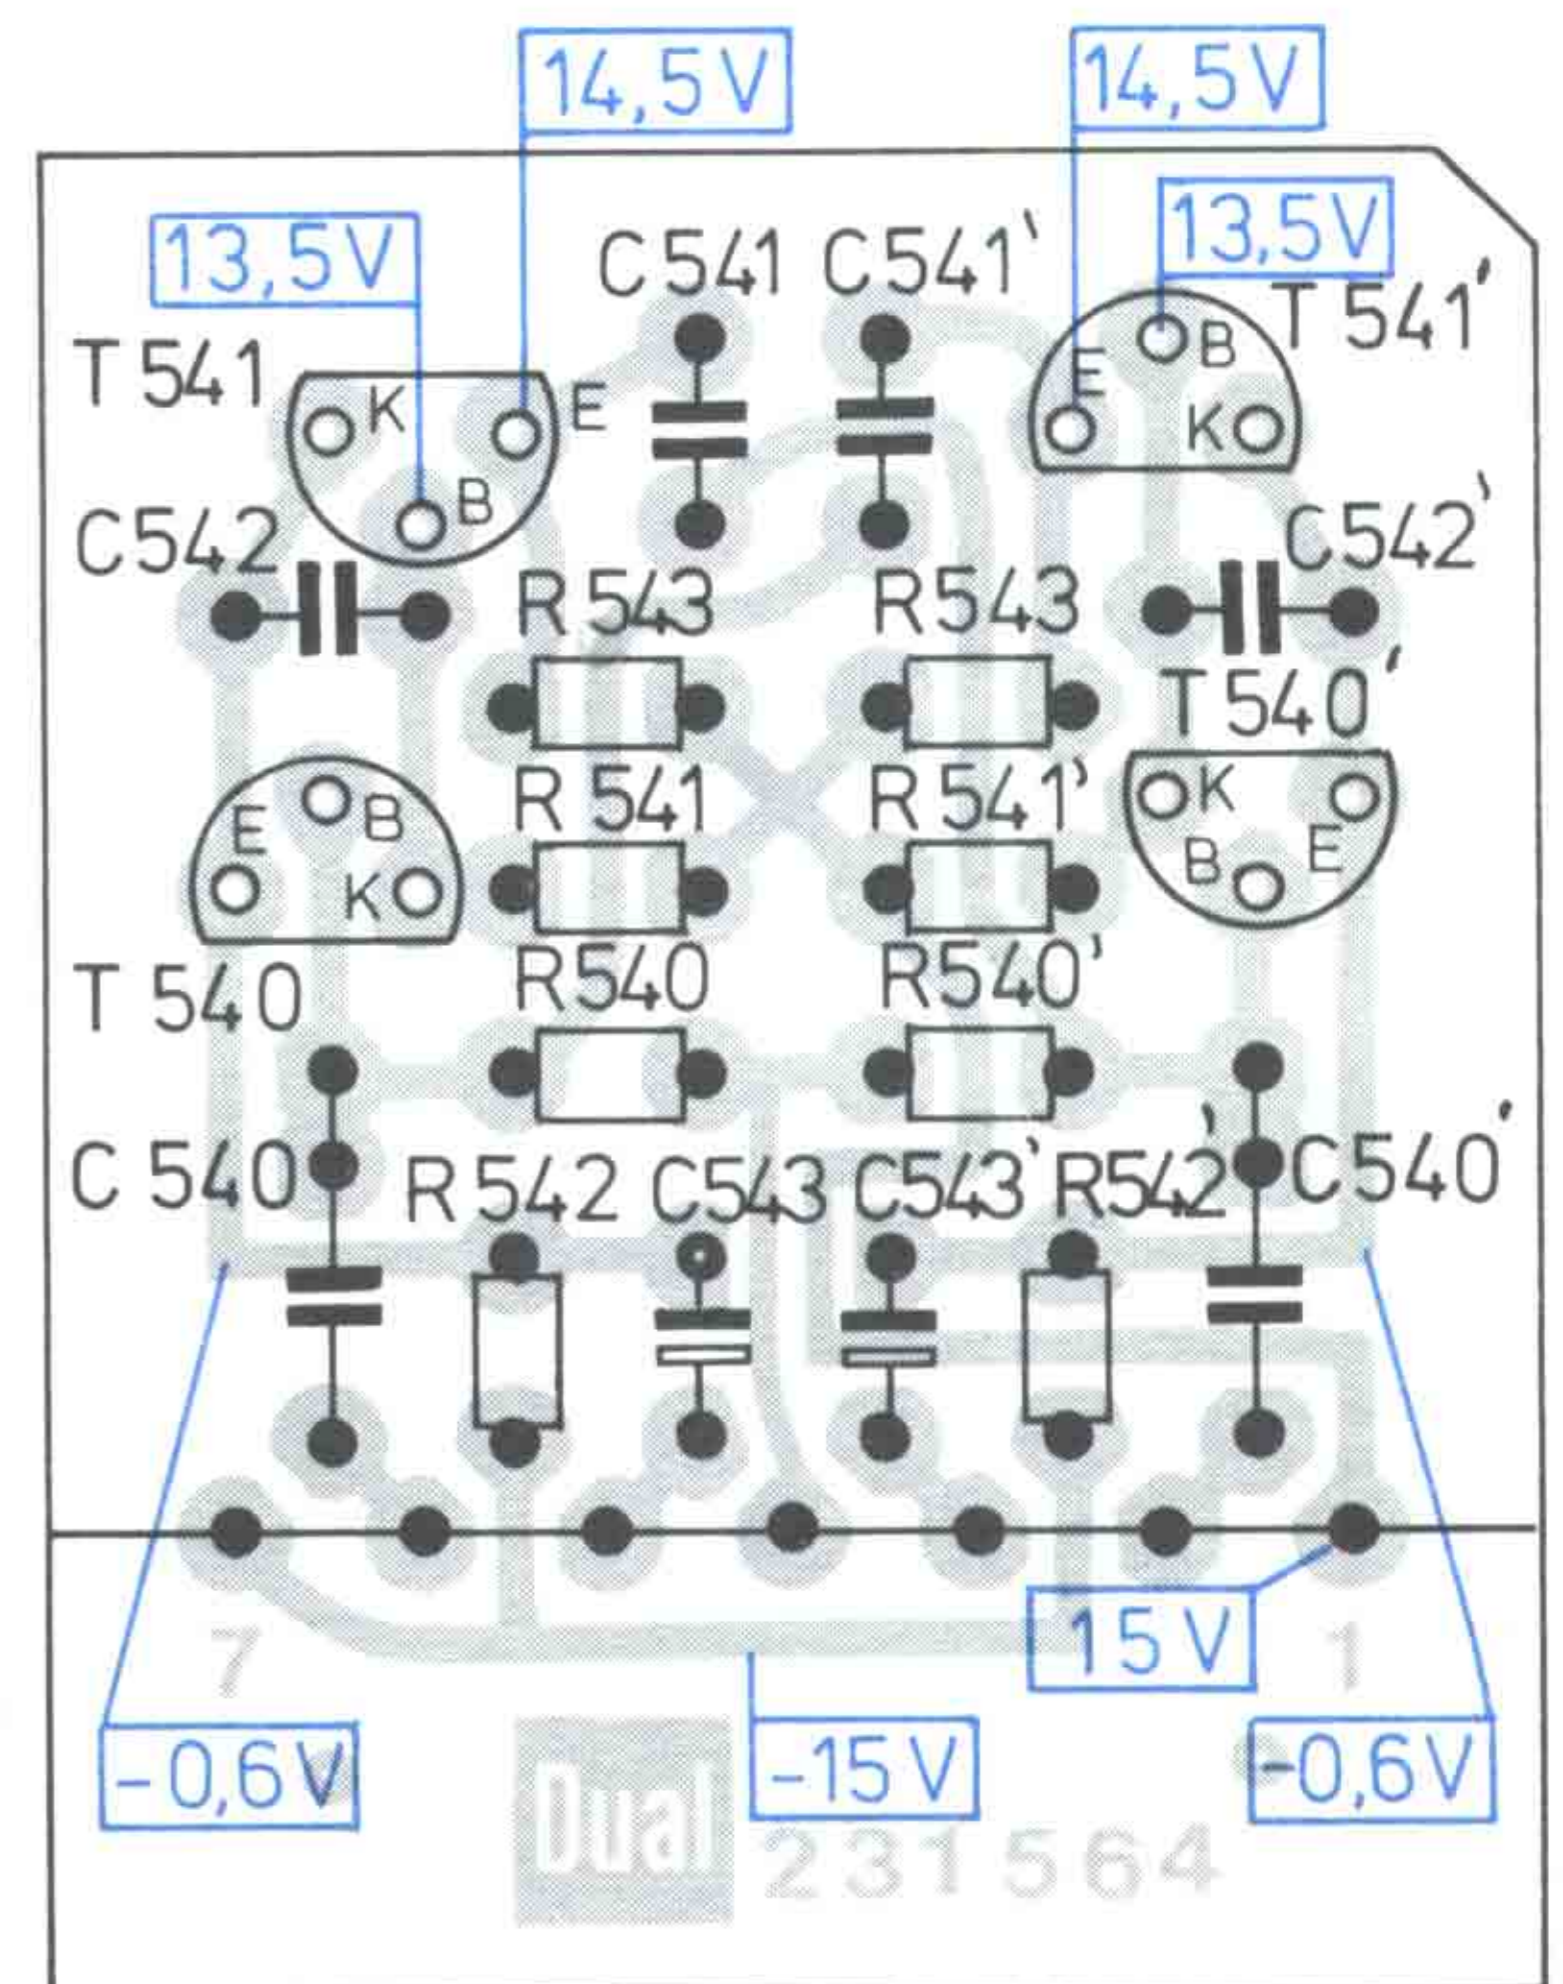 14,5V 14,5V
13,5V 13,5V
C541 C541'
T541 T541'
K E B E B K
C542 C542'
R543 R543
T540'
R541 R541'
E B K K B E
T540 R540 R540'
C540 R542 C543 C543' R542' C540'
7 15V 1
-0,6V -15V -0,6V
Dual 231564